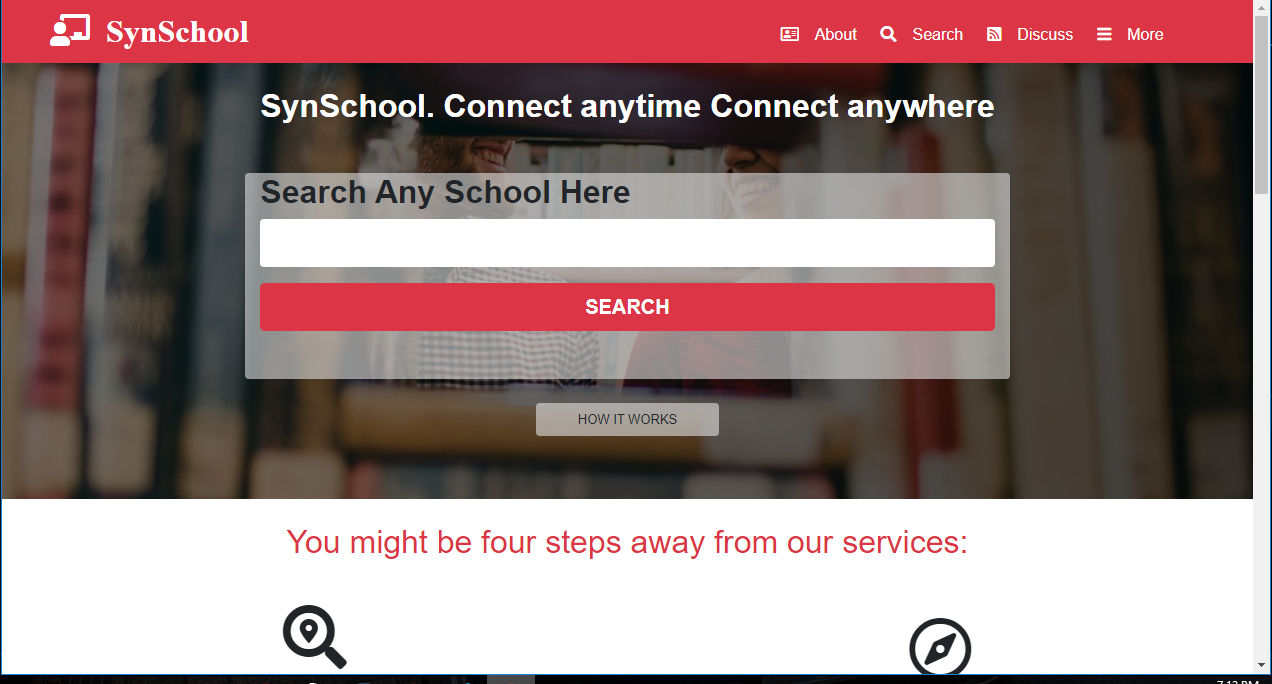 SynSchool
About
Search
Discuss
More
SynSchool. Connect anytime Connect anywhere
Search Any School Here
SEARCH
HOW IT WORKS
You might be four steps away from our services: